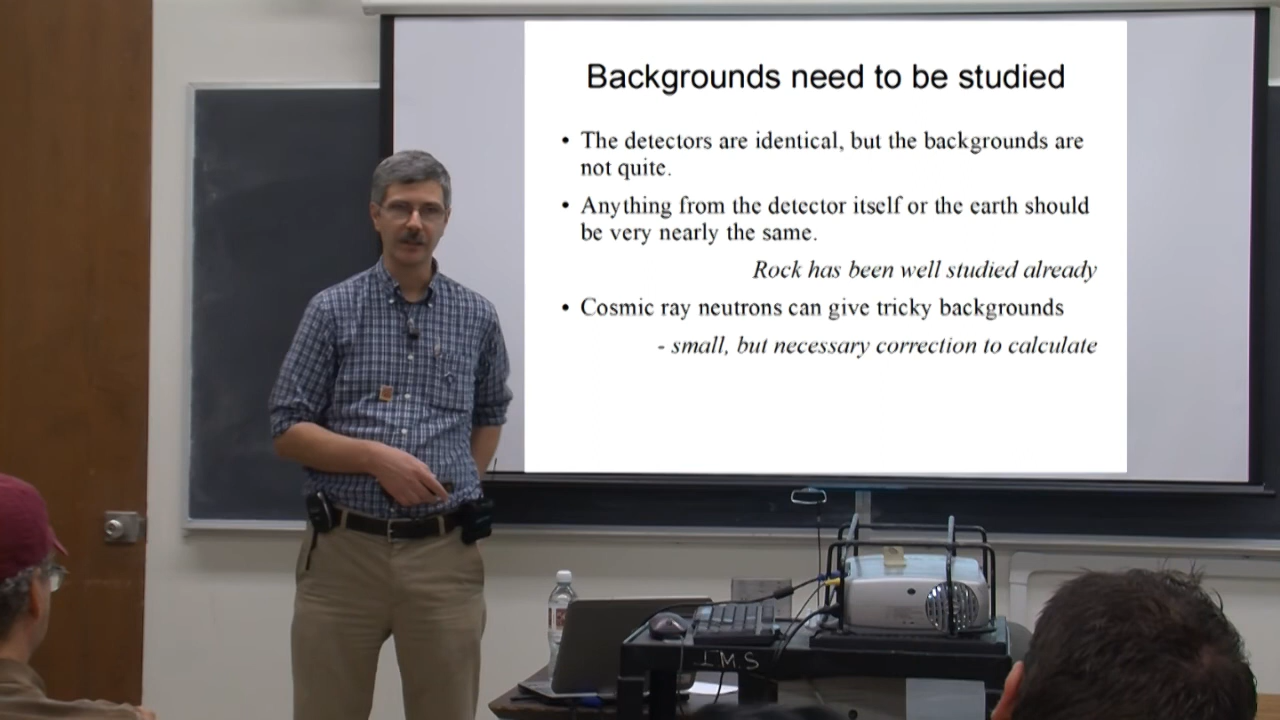 Backgrounds need to be studied
• The detectors are identical, but the backgrounds are
not quite.
• Anything from the detector itself or the earth should
be very nearly the same.
Rock has been well studied already
• Cosmic ray neutrons can give tricky backgrounds
- small, but necessary correction to calculate
I.M.S